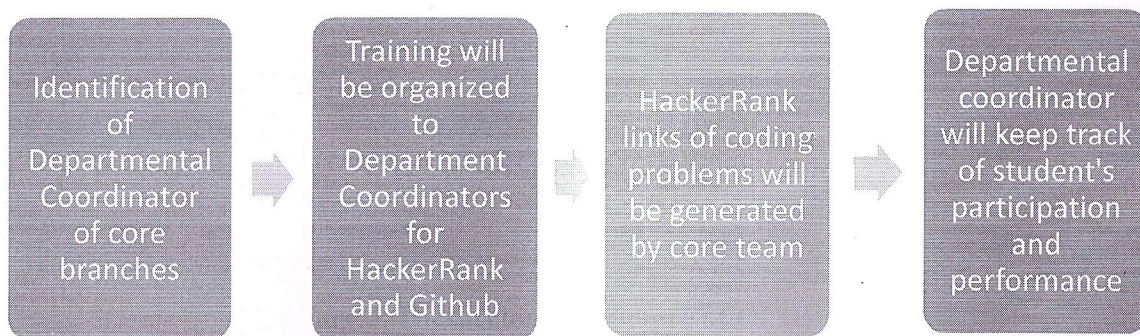 Identification
of
Departmental
Coordinator
of core
branches
Training will
be organized
to
Department
Coordinators
for
HackerRank
and Github
HackerRank
links of coding
problems will
be generated
by core team
Departmental
coordinator
will keep track
of student's
participation
and
performance